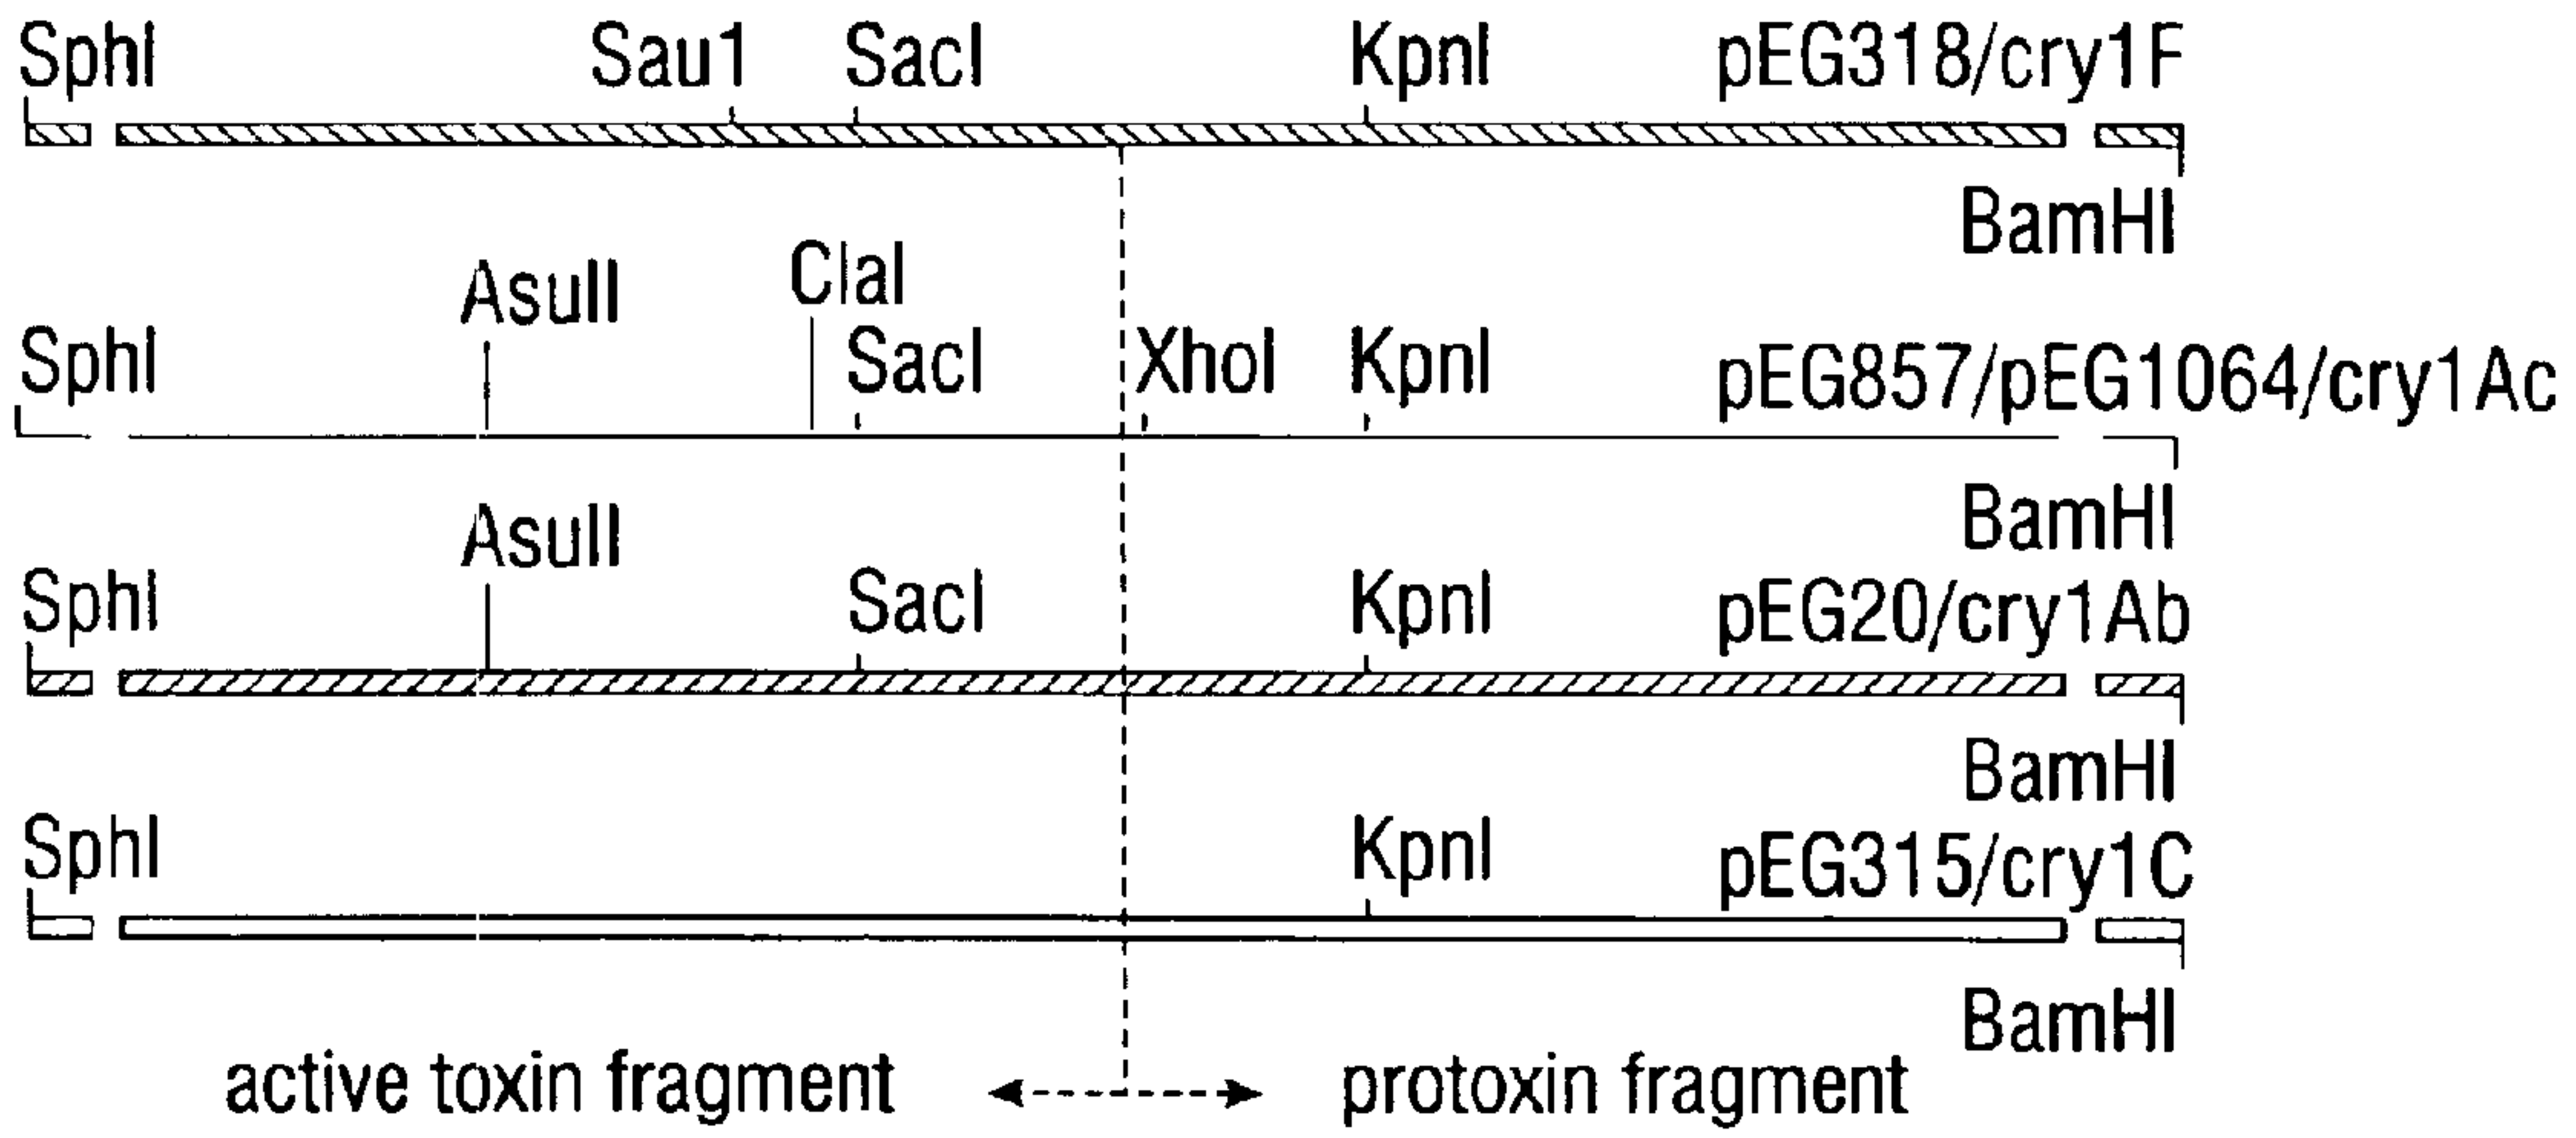 SphI Sau1 SacI KpnI pEG318/cry1F
BamHI
AsuII ClaI
SphI SacI XhoI KpnI pEG857/pEG1064/cry1Ac
BamHI
AsuII
SphI SacI KpnI pEG20/cry1Ab
BamHI
SphI KpnI pEG315/cry1C
BamHI
active toxin fragment protoxin fragment